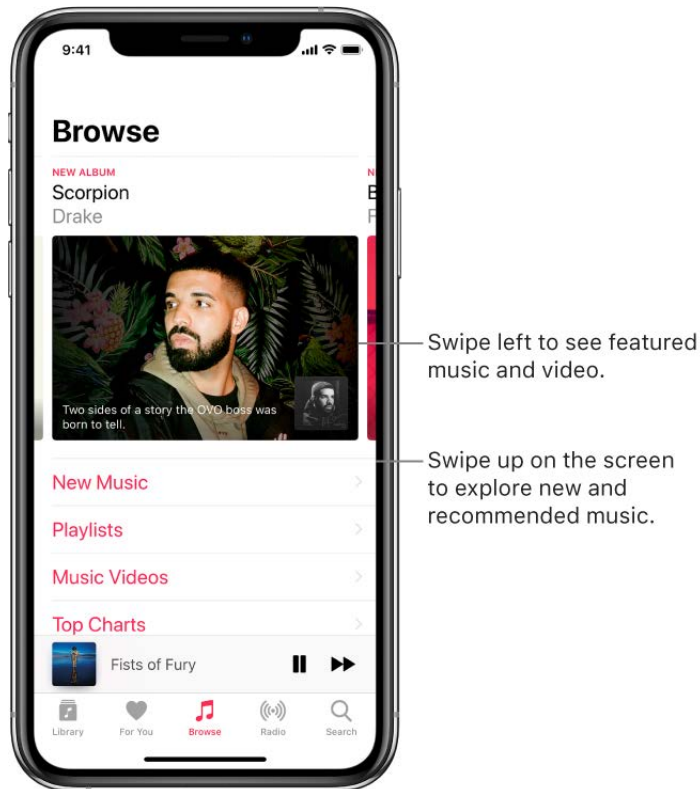 9:41
Browse
NEW ALBUM
Scorpion
Drake
Two sides of a story the OVO boss was
born to tell.
Swipe left to see featured
music and video.
Swipe up on the screen
to explore new and
recommended music.
New Music
Playlists
Music Videos
Top Charts
Fists of Fury
Library
For You
Browse
Radio
Search